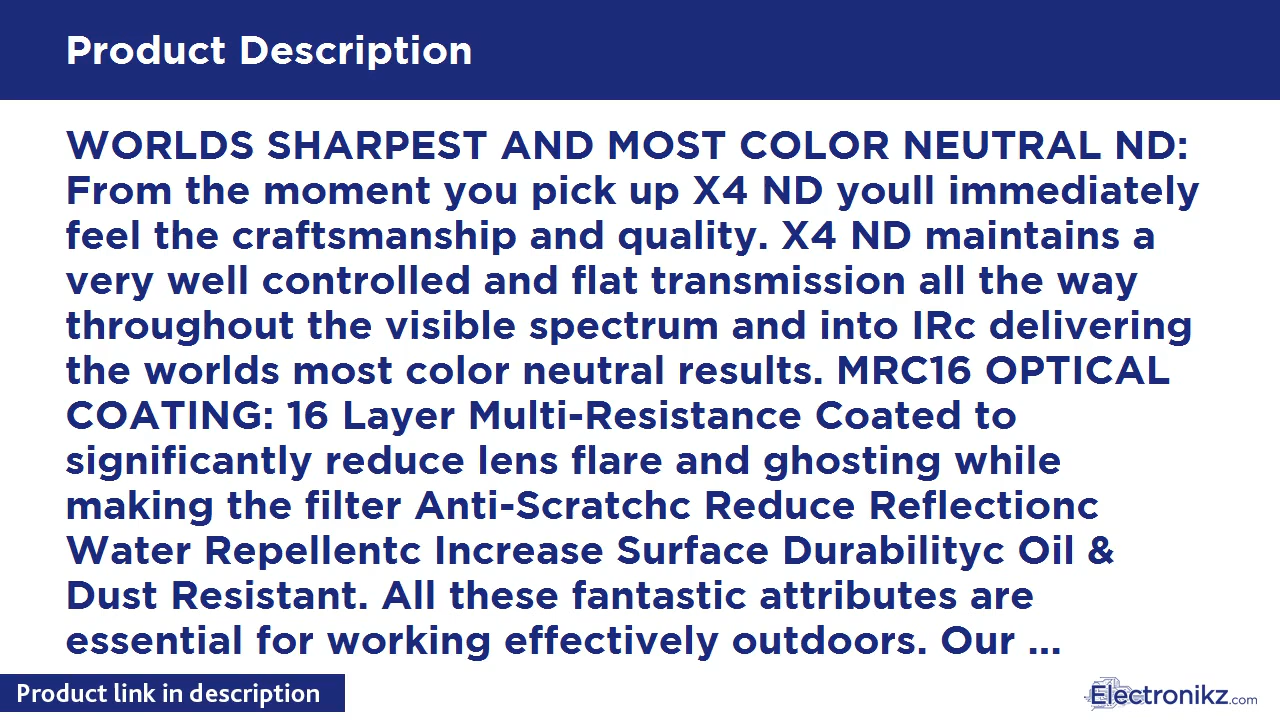 Product Description
WORLDS SHARPEST AND MOST COLOR NEUTRAL ND:
From the moment you pick up X4 ND youll immediately
feel the craftsmanship and quality. X4 ND maintains a
very well controlled and flat transmission all the way
throughout the visible spectrum and into IRc delivering
the worlds most color neutral results. MRC16 OPTICAL
COATING: 16 Layer Multi-Resistance Coated to
significantly reduce lens flare and ghosting while
making the filter Anti-Scratchc Reduce Reflectionc
Water Repellentc Increase Surface Durabilityc Oil &
Dust Resistant. All these fantastic attributes are
essential for working effectively outdoors. Our ...
Product link in description
Electronikz.com